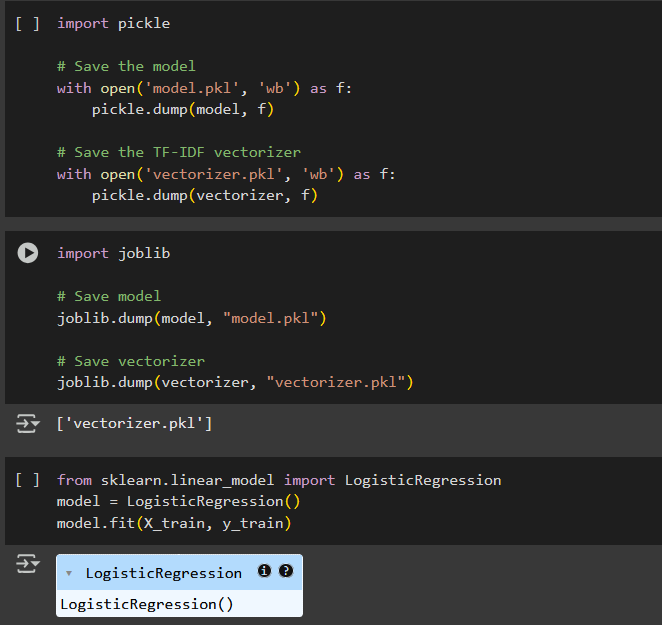 [ ] import pickle
# Save the model
with open('model.pkl', 'wb') as f:
    pickle.dump(model, f)
# Save the TF-IDF vectorizer
with open('vectorizer.pkl', 'wb') as f:
    pickle.dump(vectorizer, f)
import joblib
# Save model
joblib.dump(model, "model.pkl")
# Save vectorizer
joblib.dump(vectorizer, "vectorizer.pkl")
['vectorizer.pkl']
[ ] from sklearn.linear_model import LogisticRegression
model = LogisticRegression()
model.fit(X_train, y_train)
LogisticRegression i ?
LogisticRegression()